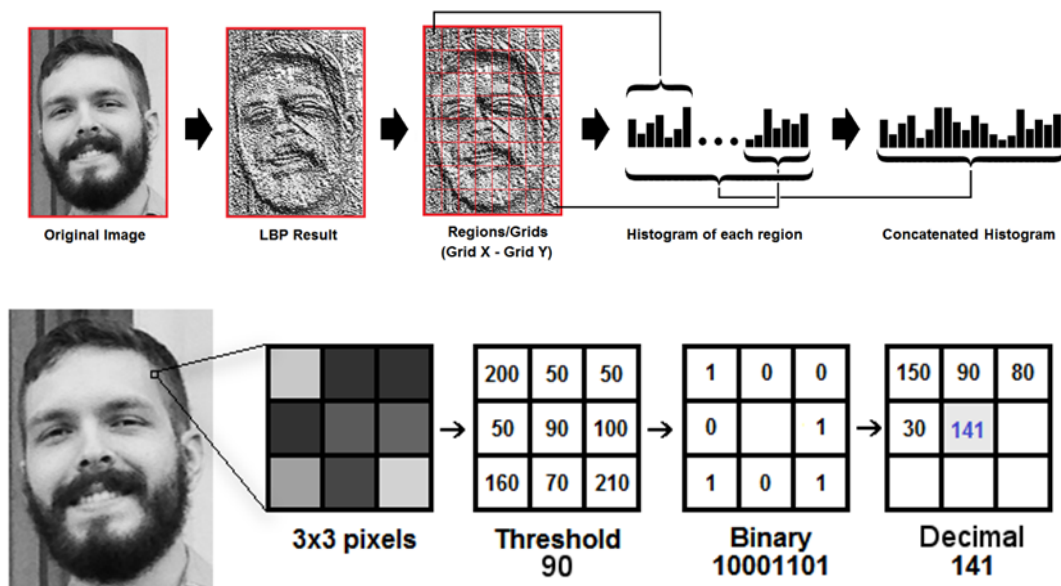 Original Image
LBP Result
Regions/Grids
(Grid X - Grid Y)
Histogram of each region
Concatenated Histogram
200 50 50
50 90 100
160 70 210
1 0 0
0 1
1 0 1
150 90 80
30 141
3x3 pixels
Threshold
90
Binary
10001101
Decimal
141